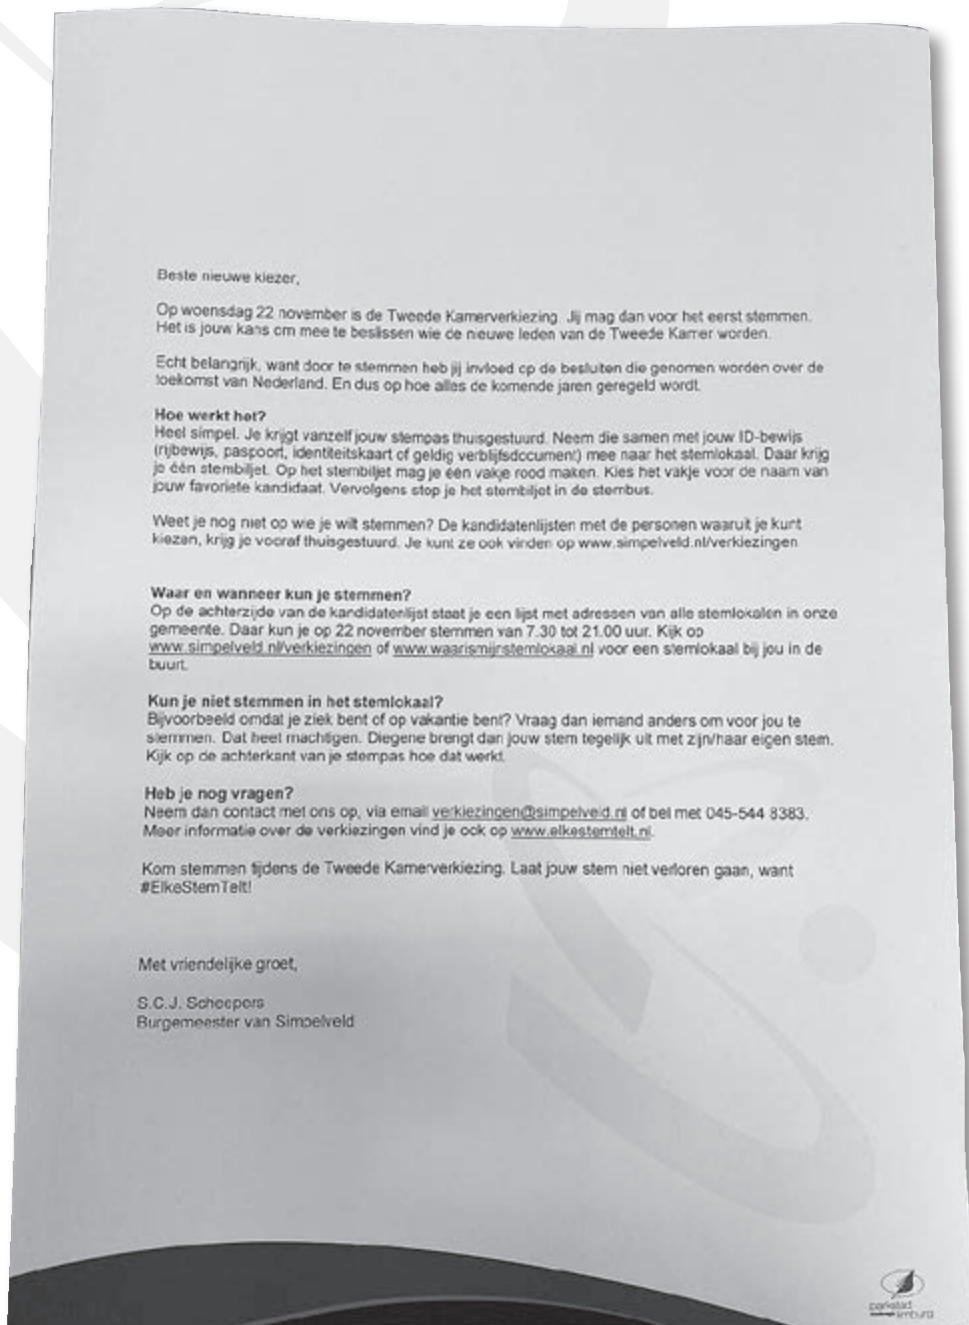 Beste nieuwe kiezer,
Op woensdag 22 november is de Tweede Kamerverkiezing. Jij mag dan voor het eerst stemmen.
Het is jouw kans om mee te beslissen wie de nieuwe leden van de Tweede Kamer worden.
Echt belangrijk, want door te stemmen heb jij invloed op de besluiten die genomen worden over de
toekomst van Nederland. En dus op hoe alles de komende jaren geregeld wordt.
Hoe werkt het?
Heel simpel. Je krijgt vanzelf jouw stempas thuisgestuurd. Neem die samen met jouw ID-bewijs
(rijbewijs, paspoort, identiteitskaart of geldig verblijfsdocument) mee naar het stemlokaal. Daar krijg
je één stembiljet. Op het stembiljet mag je één vakje rood maken. Kies het vakje voor de naam van
jouw favoriete kandidaat. Vervolgens stop je het stembiljet in de stembus.
Weet je nog niet op wie je wilt stemmen? De kandidatenlijsten met de personen waaruit je kunt
kiezen, krijg je vooraf thuisgestuurd. Je kunt ze ook vinden op www.simpelveld.nl/verkiezingen
Waar en wanneer kun je stemmen?
Op de achterzijde van de kandidatenlijst staat je een lijst met adressen van alle stemlokalen in onze
gemeente. Daar kun je op 22 november stemmen van 7.30 tot 21.00 uur. Kijk op
www.simpelveld.nl/verkiezingen of www.waarismijnstemlokaal.nl voor een stemlokaal bij jou in de
buurt.
Kun je niet stemmen in het stemlokaal?
Bijvoorbeeld omdat je ziek bent of op vakantie bent? Vraag dan iemand anders om voor jou te
stemmen. Dat heet machtigen. Diegene brengt dan jouw stem tegelijk uit met zijn/haar eigen stem.
Kijk op de achterkant van je stempas hoe dat werkt.
Heb je nog vragen?
Neem dan contact met ons op, via email verkiezingen@simpelveld.nl of bel met 045-544 8383.
Meer informatie over de verkiezingen vind je ook op www.elkestemtelt.nl.
Kom stemmen tijdens de Tweede Kamerverkiezing. Laat jouw stem niet verloren gaan, want
#ElkeStemTelt!
Met vriendelijke groet,
S.C.J. Scheepers
Burgemeester van Simpelveld
parkstad
limburg